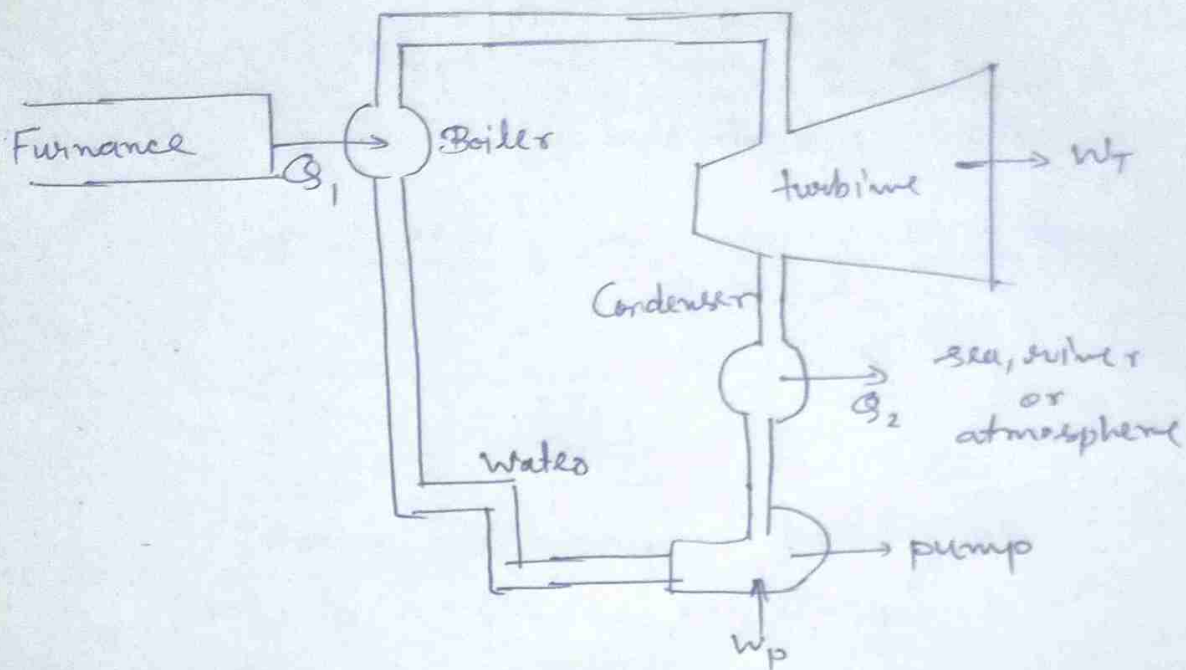 Furnance
Q1
Boiler
turbine
WT
Condenser
Q2
sea, river
or
atmosphere
Water
pump
Wp